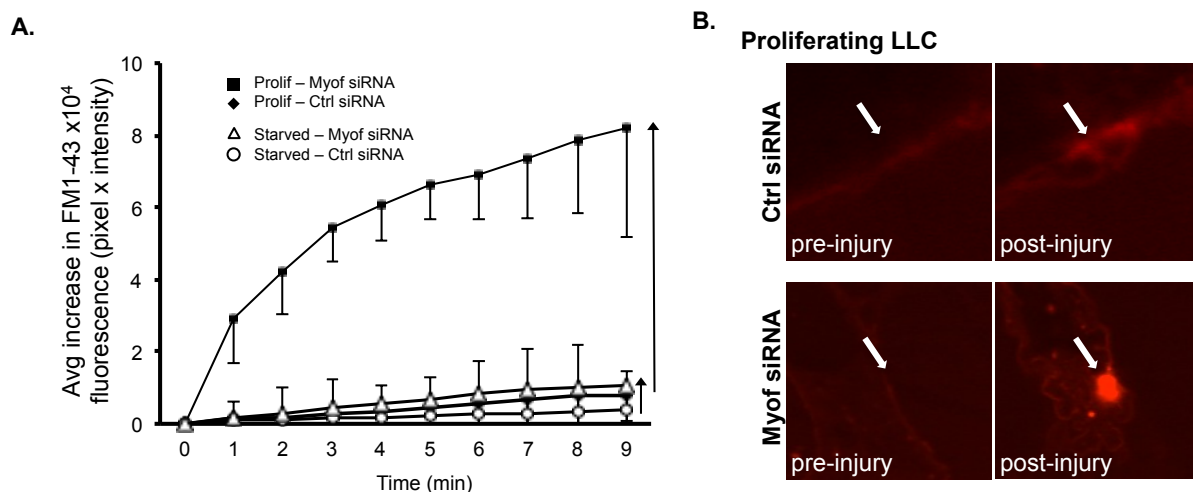 A.
Avg increase in FM1-43 x10⁴
fluorescence (pixel x intensity)
10
8
6
4
2
0
Prolif – Myof siRNA
Prolif – Ctrl siRNA
Starved – Myof siRNA
Starved – Ctrl siRNA
0 1 2 3 4 5 6 7 8 9
Time (min)
B.
Proliferating LLC
Ctrl siRNA
pre-injury
post-injury
Myof siRNA
pre-injury
post-injury